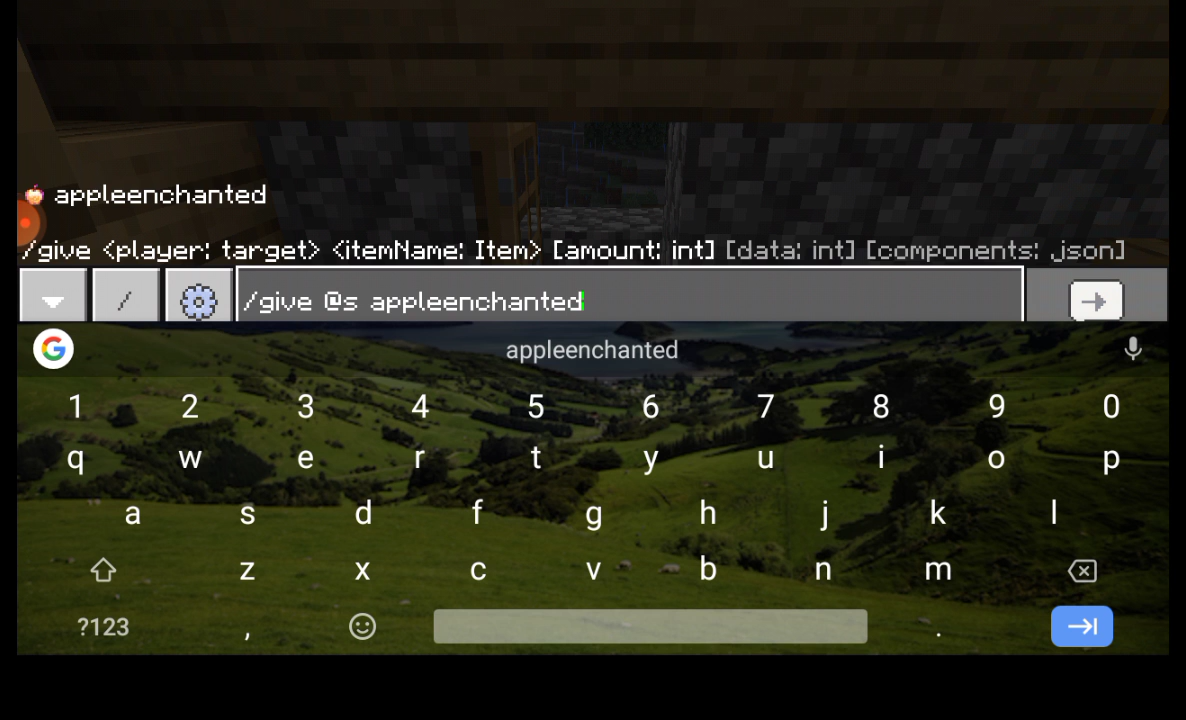 appleenchanted
/give <player: target> <itemName: Item> [amount: int] [data: int] [components: json]
/ /give @s appleenchanted
G appleenchanted
1 2 3 4 5 6 7 8 9 0
q w e r t y u i o p
a s d f g h j k l
z x c v b n m
?123 , .